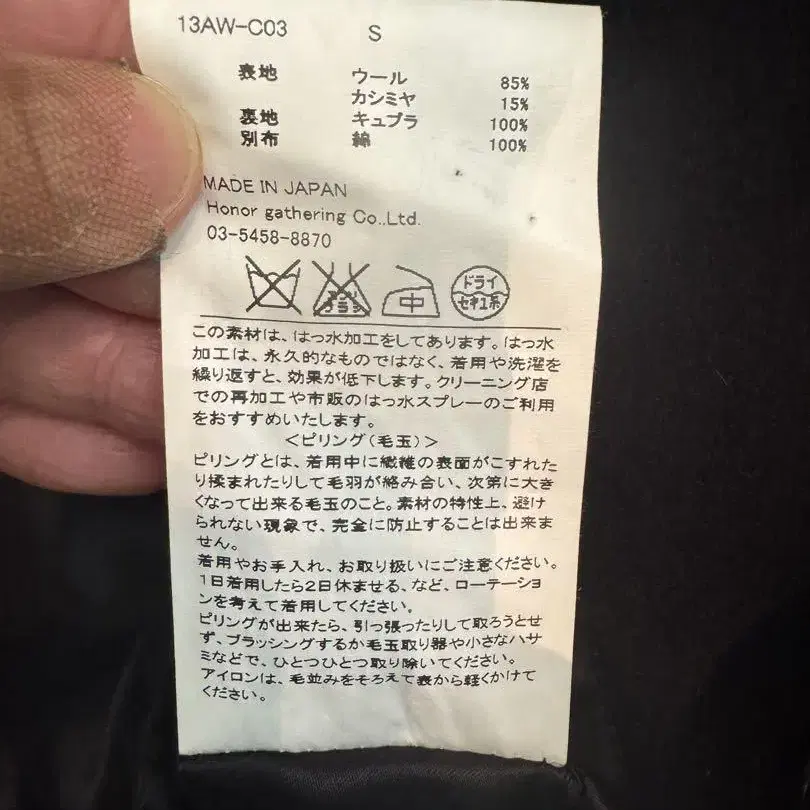 13AW-C03 S
表地 ウール 85%
カシミヤ 15%
裏地 キュプラ 100%
別布 綿 100%
MADE IN JAPAN
Honor gathering Co.,Ltd.
03-5458-8870
エンソ サラシ 中 ドライ セキユ系
この素材は、はっ水加工をしてあります。はっ水
加工は、永久的なものではなく、着用や洗濯を
繰り返すと、効果が低下します。クリーニング店
での再加工や市販のはっ水スプレーのご利用
をおすすめいたします。
<ピリング(毛玉)>
ピリングとは、着用中に繊維の表面がこすれた
り揉まれたりして毛羽が絡み合い、次第に大き
くなって出来る毛玉のこと。素材の特性上、避け
られない現象で、完全に防止することは出来ま
せん。
着用やお手入れ、お取り扱いにご注意ください。
1日着用したら2日休ませる、など、ローテーショ
ンを考えて着用してください。
ピリングが出来たら、引っ張ったりして取ろうとせ
ず、ブラッシングするか毛玉取り器や小さなハサ
ミなどで、ひとつひとつ取り除いてください。
アイロンは、毛並みをそろえて裏から軽くかけて
ください。